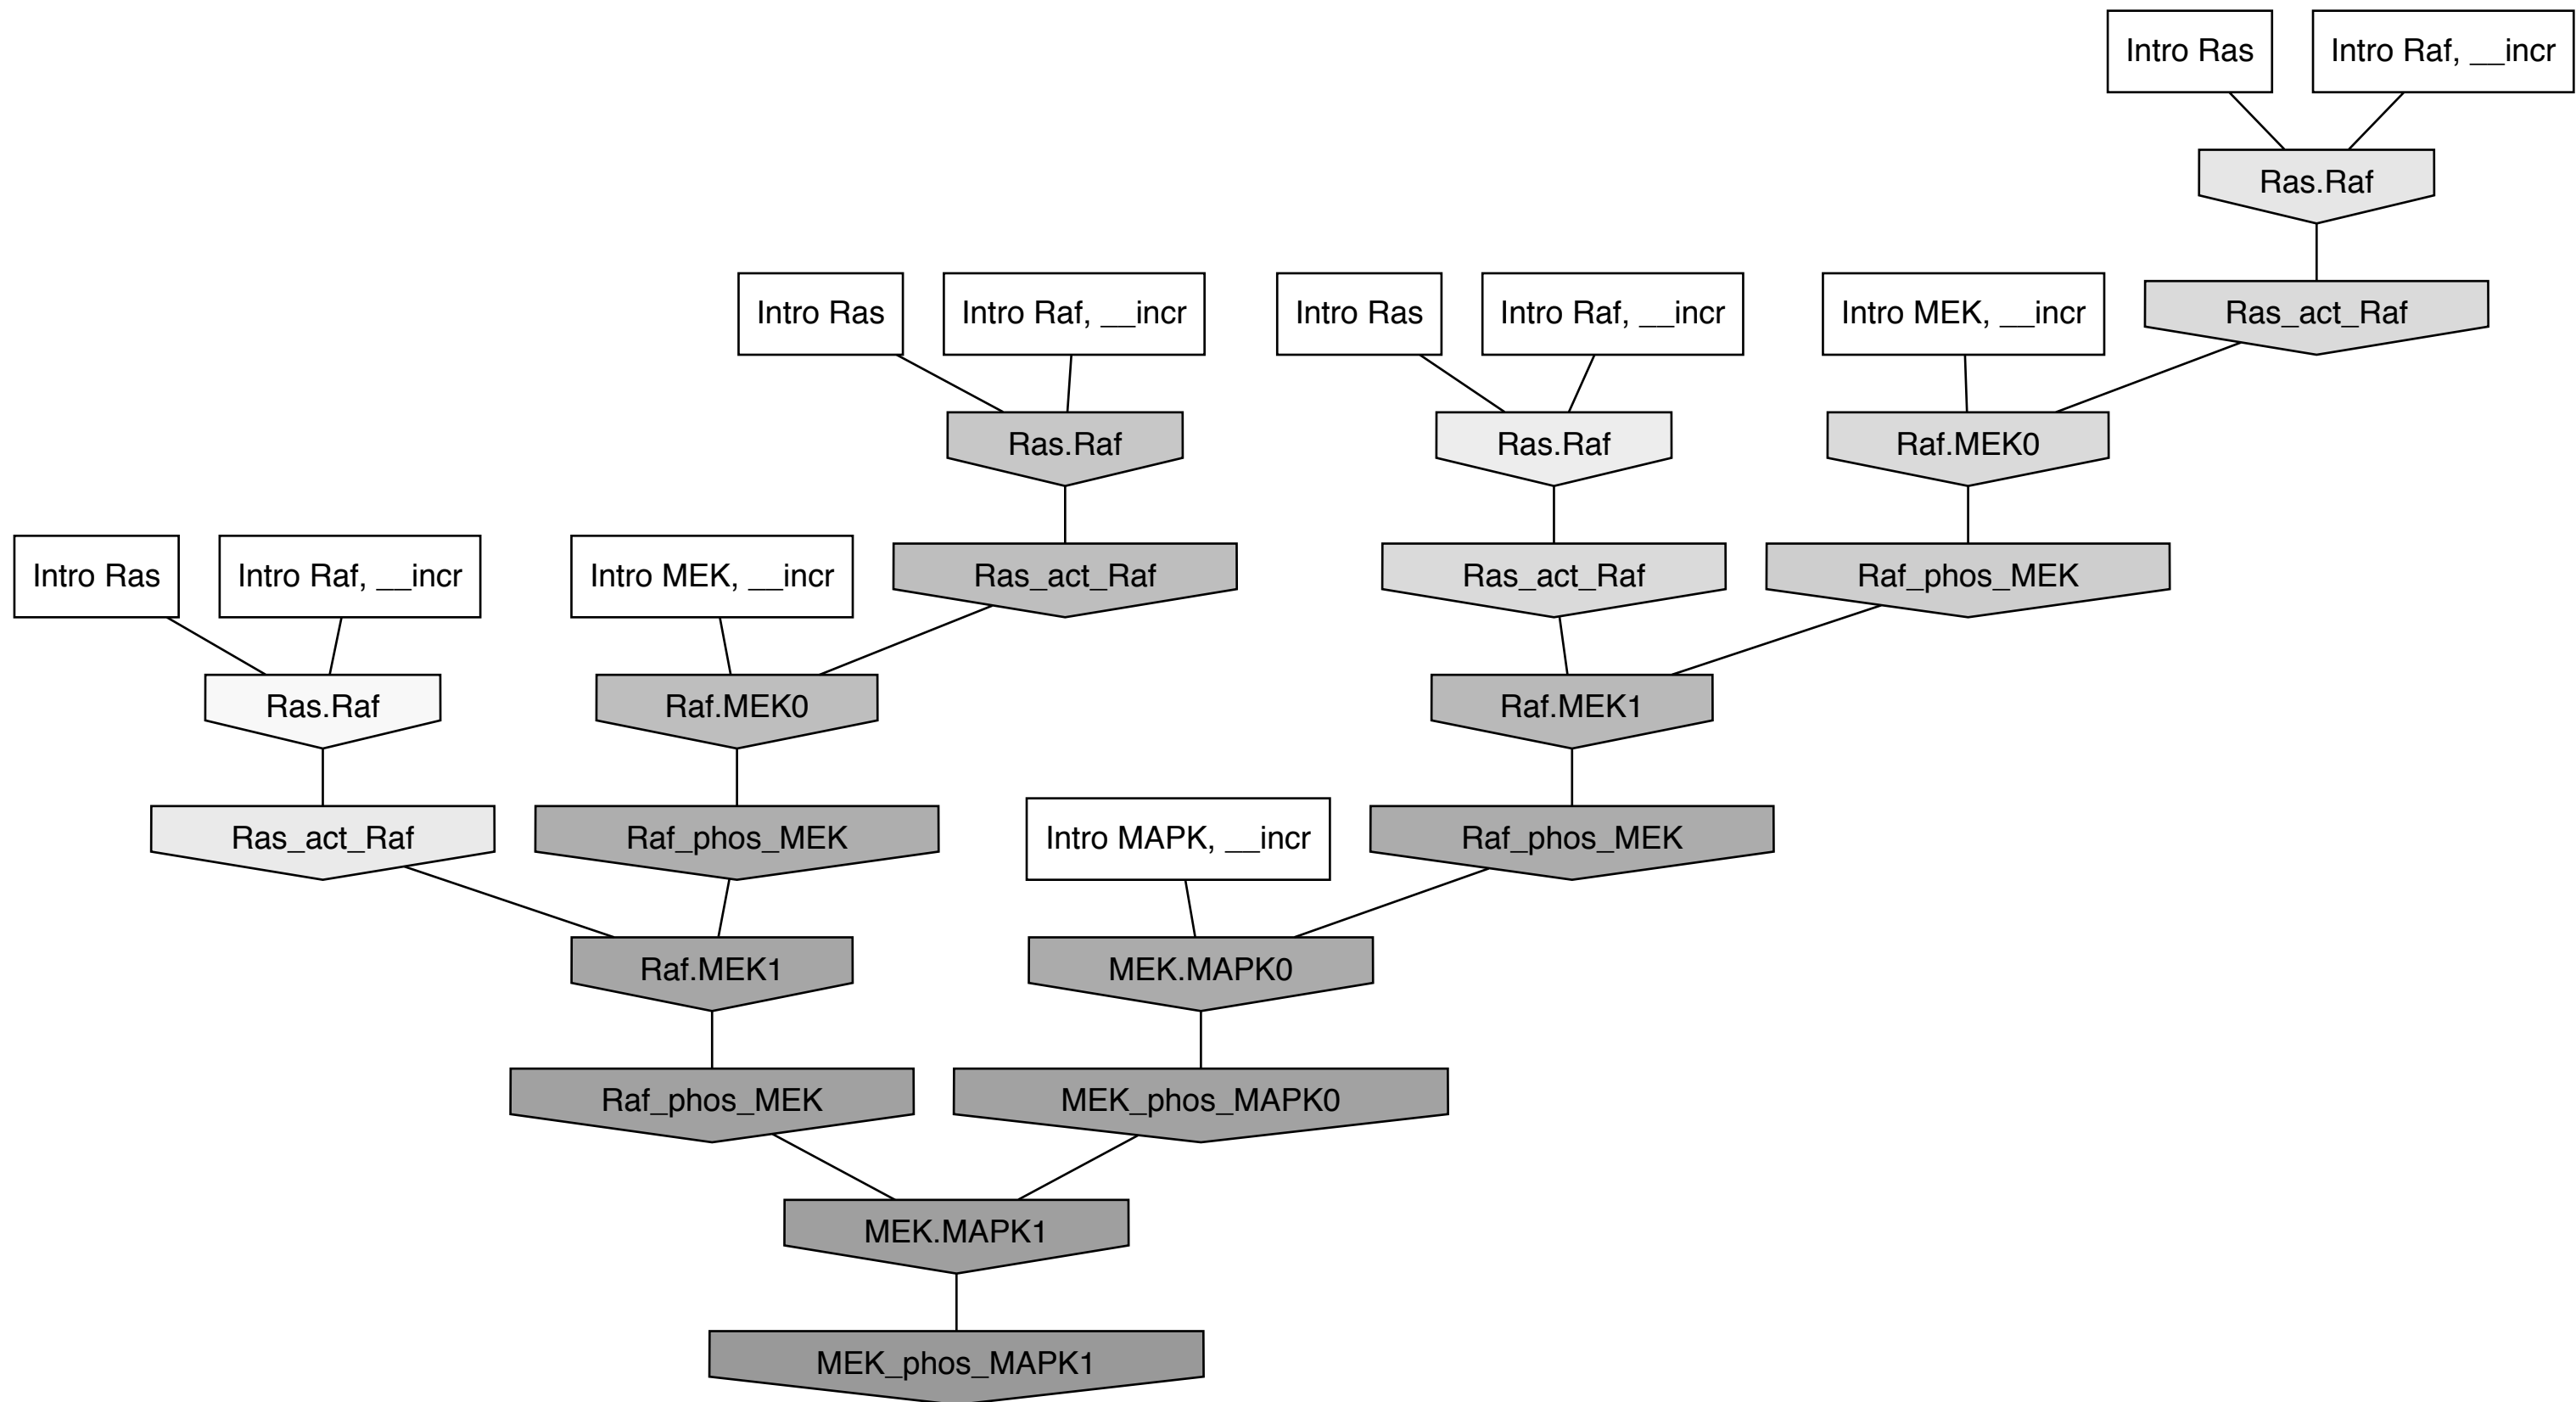 Intro Ras
Intro Raf, __incr
Ras.Raf
Intro Ras
Intro Raf, __incr
Intro Ras
Intro Raf, __incr
Intro MEK, __incr
Ras_act_Raf
Ras.Raf
Ras.Raf
Raf.MEK0
Intro Ras
Intro Raf, __incr
Intro MEK, __incr
Ras_act_Raf
Ras_act_Raf
Raf_phos_MEK
Ras.Raf
Raf.MEK0
Raf.MEK1
Ras_act_Raf
Raf_phos_MEK
Intro MAPK, __incr
Raf_phos_MEK
Raf.MEK1
MEK.MAPK0
Raf_phos_MEK
MEK_phos_MAPK0
MEK.MAPK1
MEK_phos_MAPK1